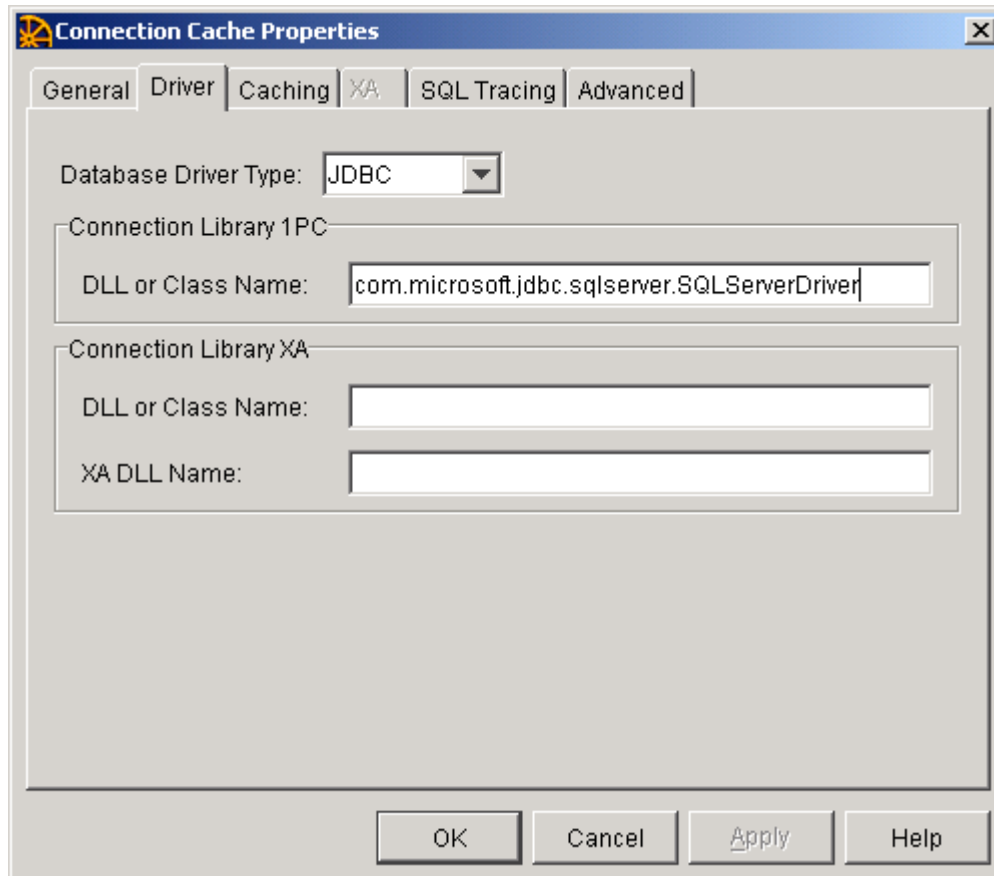 Connection Cache Properties
General Driver Caching XA SQL Tracing Advanced
Database Driver Type: JDBC
Connection Library 1PC
DLL or Class Name: com.microsoft.jdbc.sqlserver.SQLServerDriver
Connection Library XA
DLL or Class Name:
XA DLL Name:
OK Cancel Apply Help